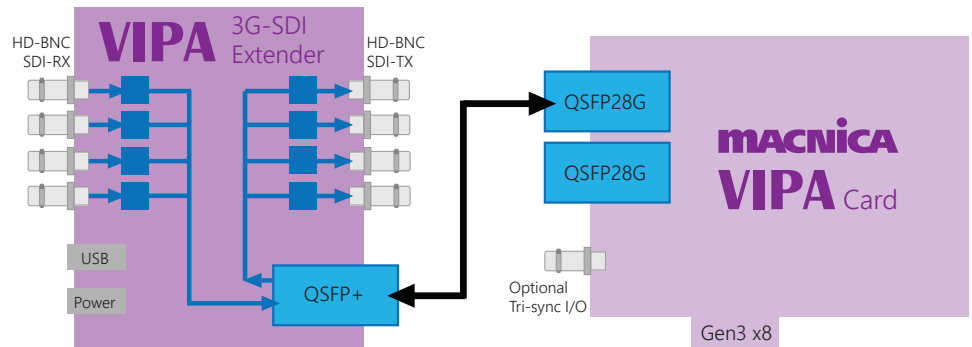 HD-BNC
SDI-RX
VIPA 3G-SDI
Extender
HD-BNC
SDI-TX
USB
Power
QSFP+
QSFP28G
QSFP28G
MACNiCA
VIPA Card
Optional
Tri-sync I/O
Gen3 x8